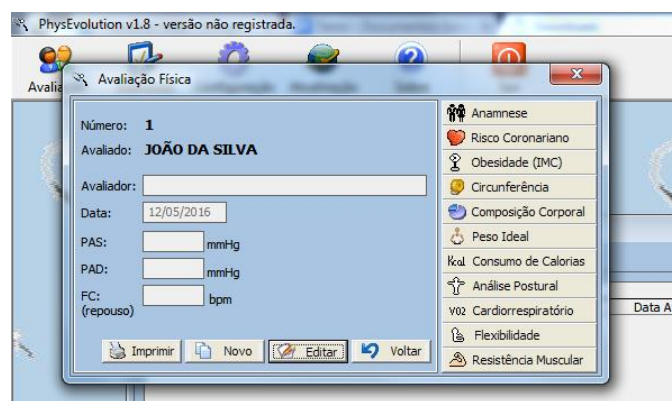 PhysEvolution v1.8 - versão não registrada.
Avalia
Avaliação Física
Número: 1
Avaliado: JOÃO DA SILVA
Avaliador:
Data: 12/05/2016
PAS: mmHg
PAD: mmHg
FC: bpm
(repouso)
Imprimir Novo Editar Voltar
Anamnese
Risco Coronariano
Obesidade (IMC)
Circunferência
Composição Corporal
Peso Ideal
Kcal Consumo de Calorias
Análise Postural
VO2 Cardiorrespiratório
Flexibilidade
Resistência Muscular
Data A